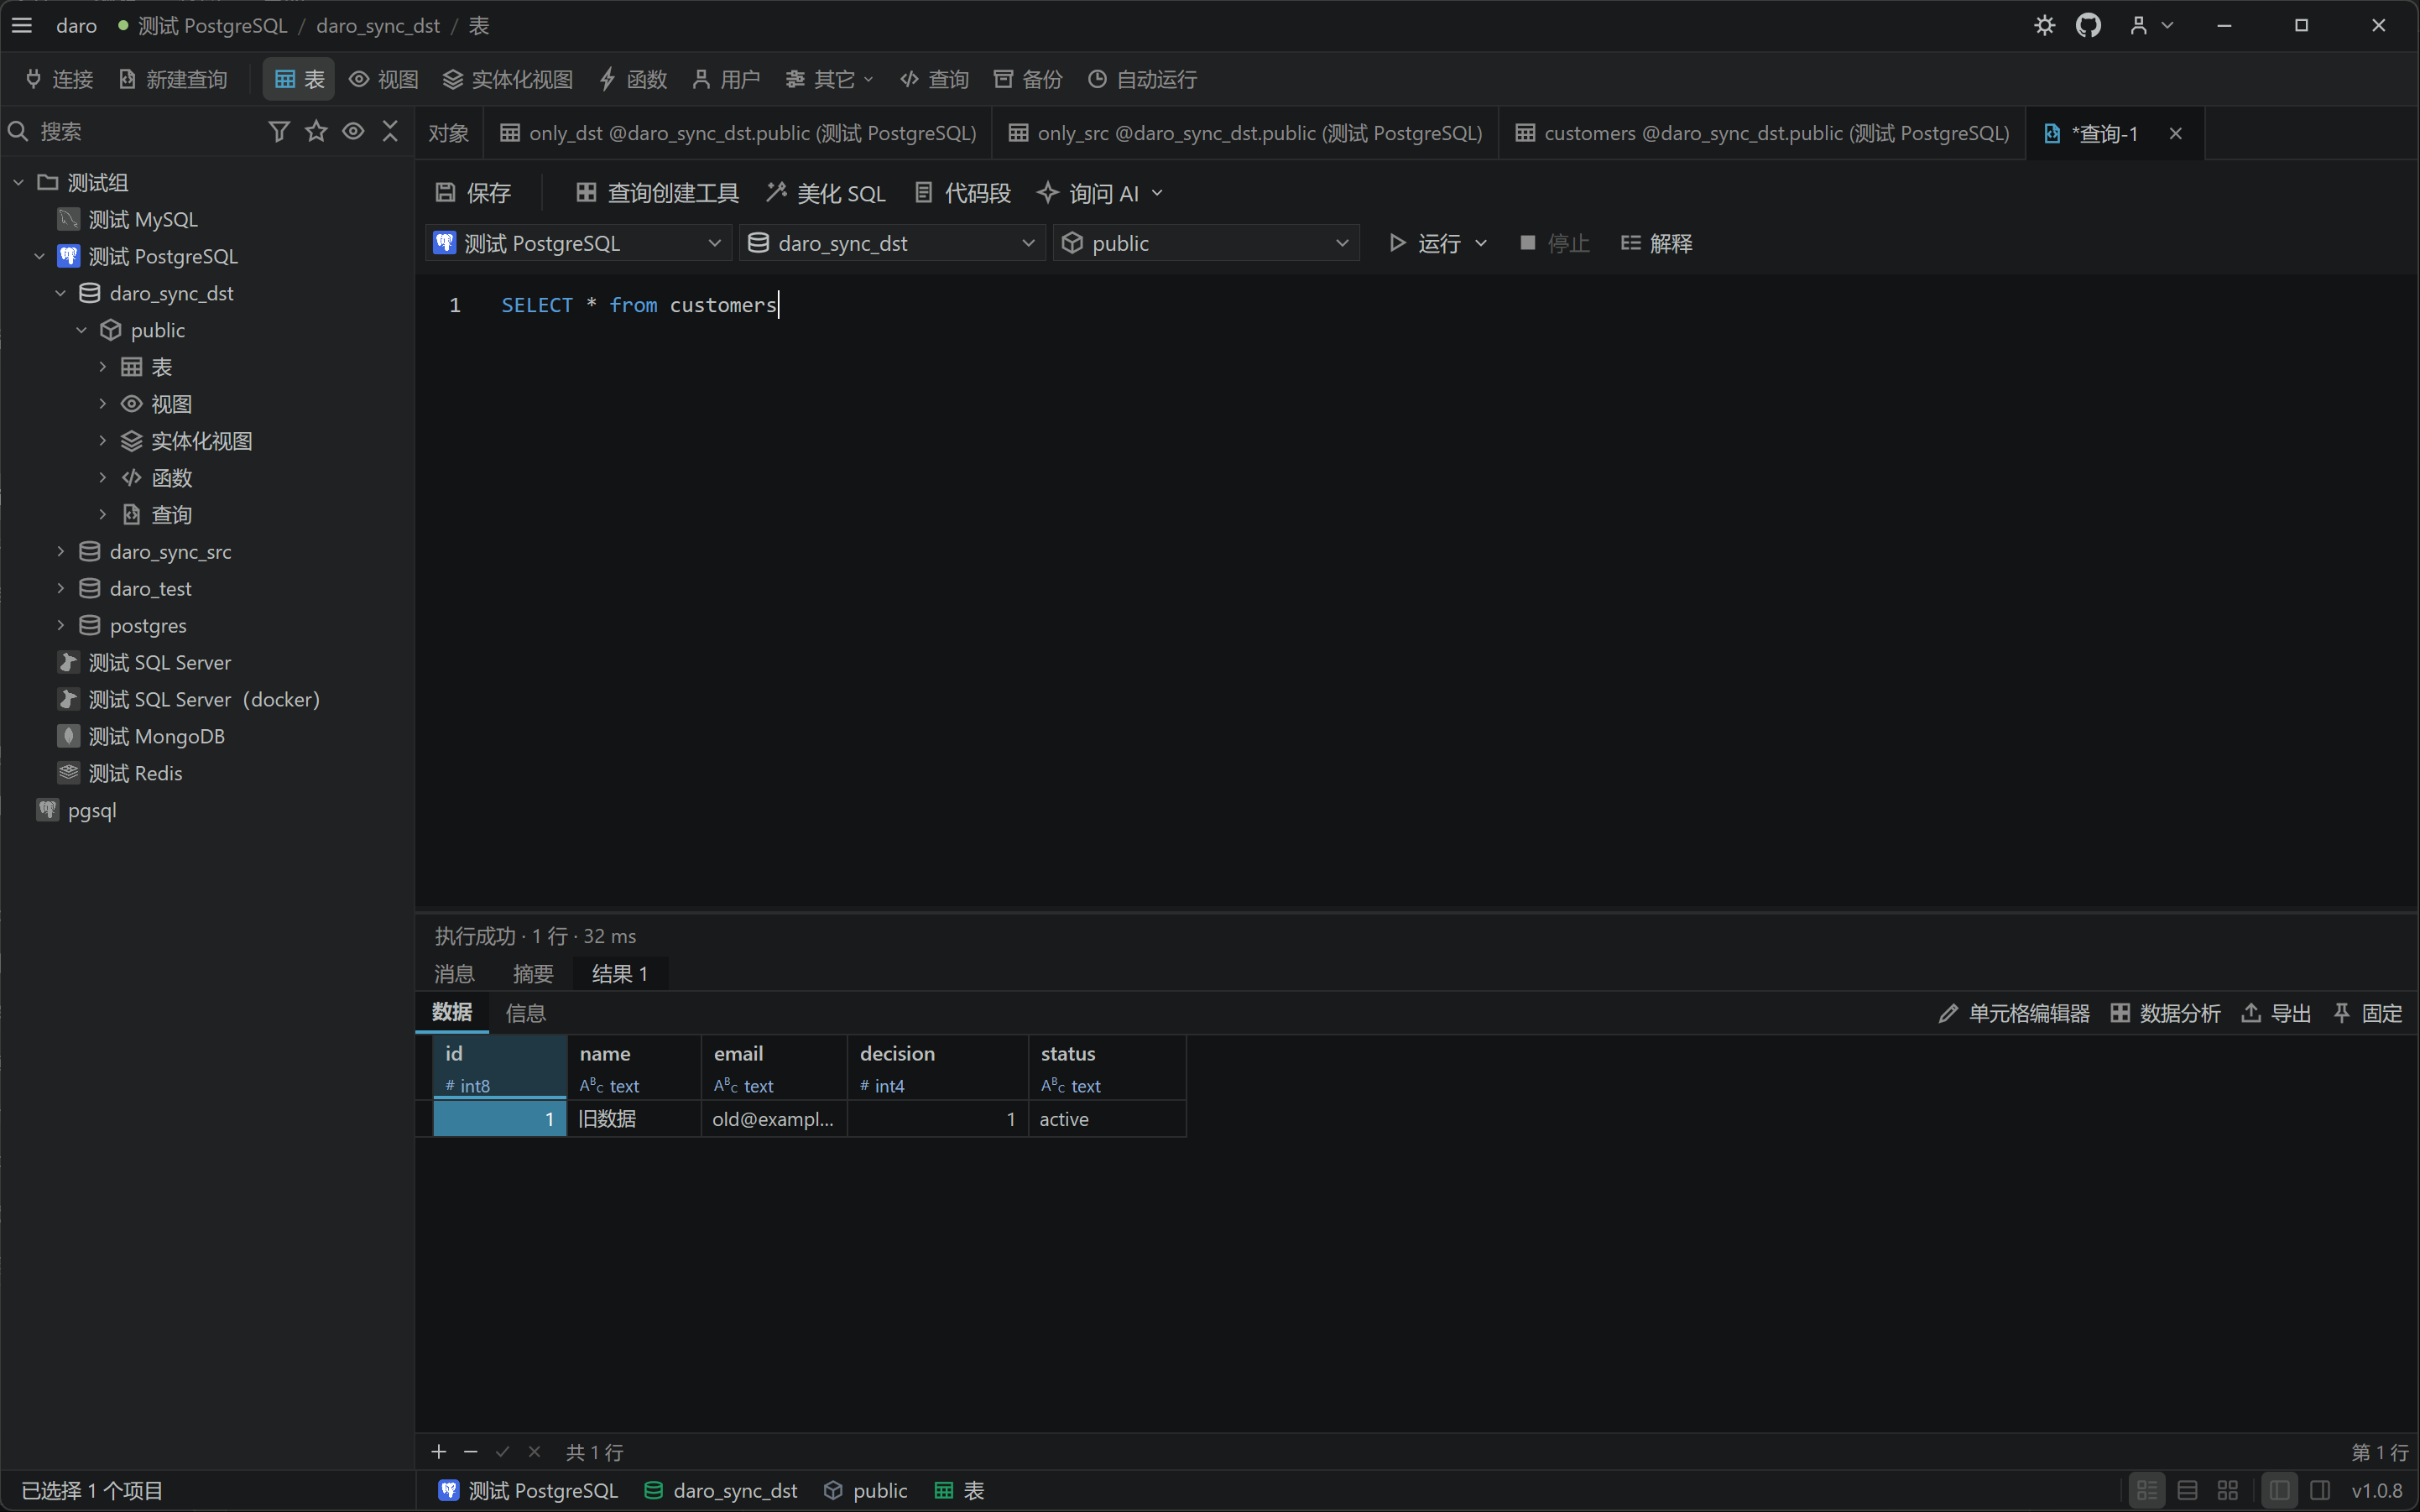 daro 测试 PostgreSQL / daro_sync_dst / 表
连接 新建查询 表 视图 实体化视图 函数 用户 其它 查询 备份 自动运行
搜索
测试组
测试 MySQL
测试 PostgreSQL
daro_sync_dst
public
表
视图
实体化视图
函数
查询
daro_sync_src
daro_test
postgres
测试 SQL Server
测试 SQL Server（docker）
测试 MongoDB
测试 Redis
pgsql
对象 only_dst @daro_sync_dst.public (测试 PostgreSQL) only_src @daro_sync_dst.public (测试 PostgreSQL) customers @daro_sync_dst.public (测试 PostgreSQL) *查询-1
保存 查询创建工具 美化 SQL 代码段 询问 AI
测试 PostgreSQL daro_sync_dst public 运行 停止 解释
1 SELECT * from customers
执行成功 · 1 行 · 32 ms
消息 摘要 结果 1
数据 信息 单元格编辑器 数据分析 导出 固定
id name email decision status
# int8 ABC text ABC text # int4 ABC text
1 旧数据 old@exampl... 1 active
共 1 行 第 1 行
已选择 1 个项目 测试 PostgreSQL daro_sync_dst public 表 v1.0.8